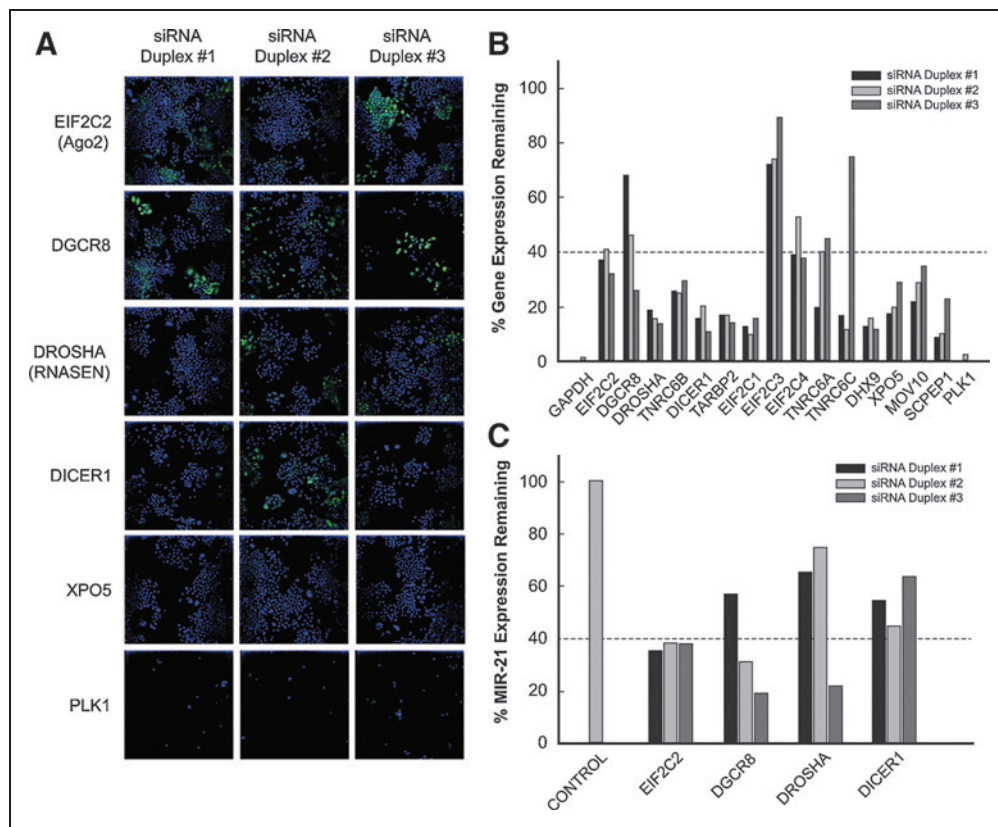 A
siRNA Duplex #1
siRNA Duplex #2
siRNA Duplex #3
EIF2C2
(Ago2)
DGCR8
DROSHA
(RNASEN)
DICER1
XPO5
PLK1
B
% Gene Expression Remaining
100
80
60
40
20
0
siRNA Duplex #1
siRNA Duplex #2
siRNA Duplex #3
GAPDH
EIF2C2
DGCR8
DROSHA
TNRC6B
DICER1
TARBP2
EIF2C1
EIF2C3
EIF2C4
TNRC6A
TNRC6C
DHX9
XPO5
MOV10
SCPEP1
PLK1
C
% MIR-21 Expression Remaining
100
80
60
40
20
0
siRNA Duplex #1
siRNA Duplex #2
siRNA Duplex #3
CONTROL
EIF2C2
DGCR8
DROSHA
DICER1